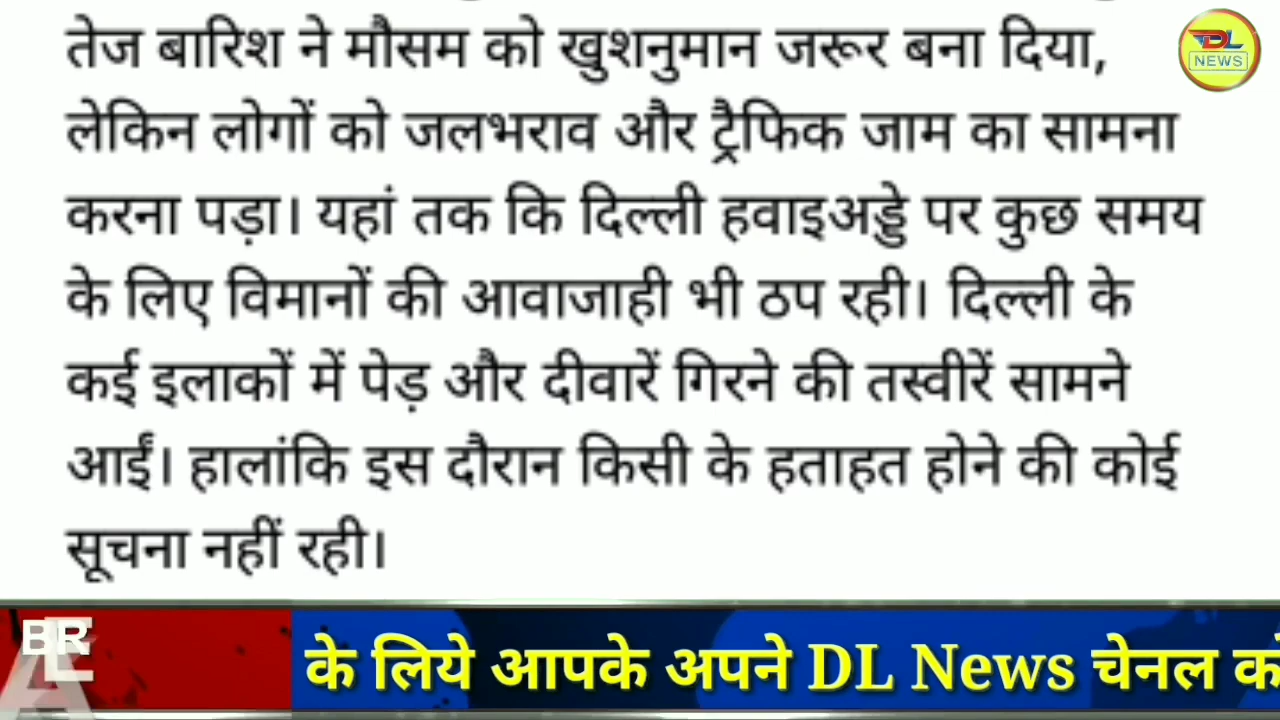 तेज बारिश ने मौसम को खुशनुमान जरूर बना दिया,
लेकिन लोगों को जलभराव और ट्रैफिक जाम का सामना
करना पड़ा। यहां तक कि दिल्ली हवाइअड्डे पर कुछ समय
के लिए विमानों की आवाजाही भी ठप रही। दिल्ली के
कई इलाकों में पेड़ और दीवारें गिरने की तस्वीरें सामने
आईं। हालांकि इस दौरान किसी के हताहत होने की कोई
सूचना नहीं रही।
DL
NEWS
के लिये आपके अपने DL News चेनल